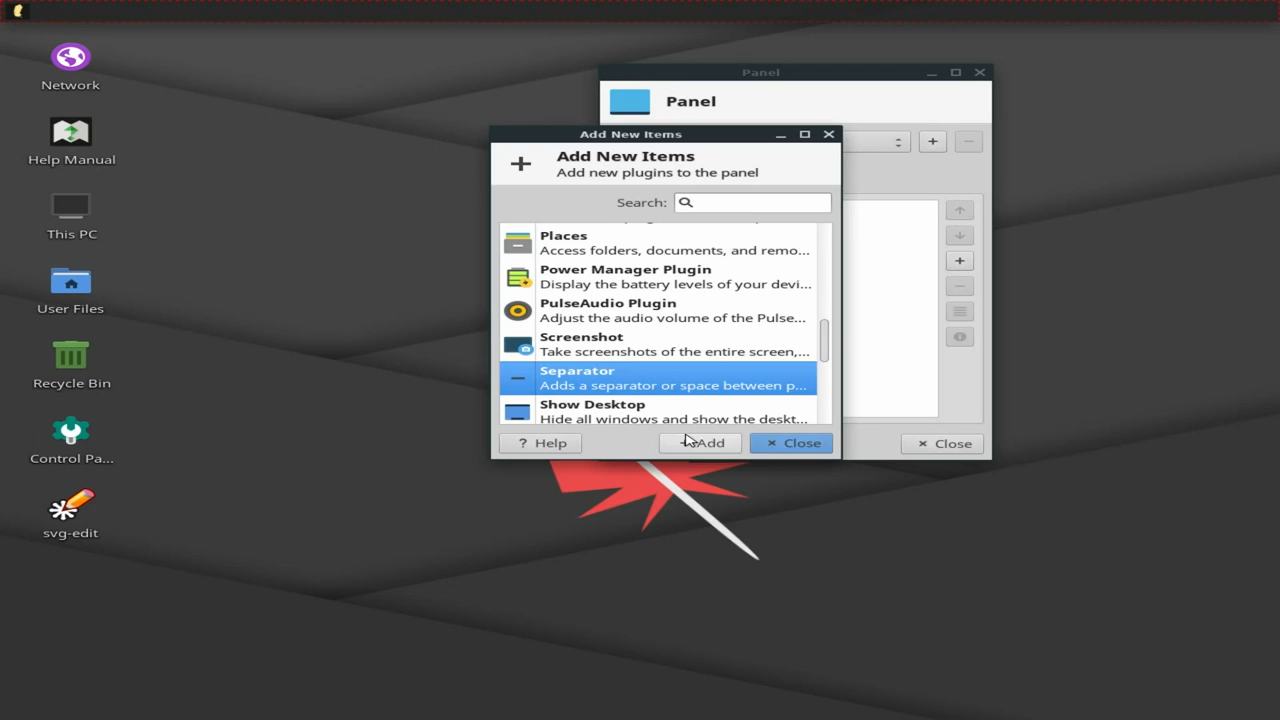 Network
Help Manual
This PC
User Files
Recycle Bin
Control Pa...
svg-edit
Panel
Panel
Add New Items
Add New Items
Add new plugins to the panel
Search:
Places
Access folders, documents, and remo...
Power Manager Plugin
Display the battery levels of your devi...
PulseAudio Plugin
Adjust the audio volume of the Pulse...
Screenshot
Take screenshots of the entire screen,...
Separator
Adds a separator or space between p...
Show Desktop
Hide all windows and show the deskt...
? Help
Add
Close
Close